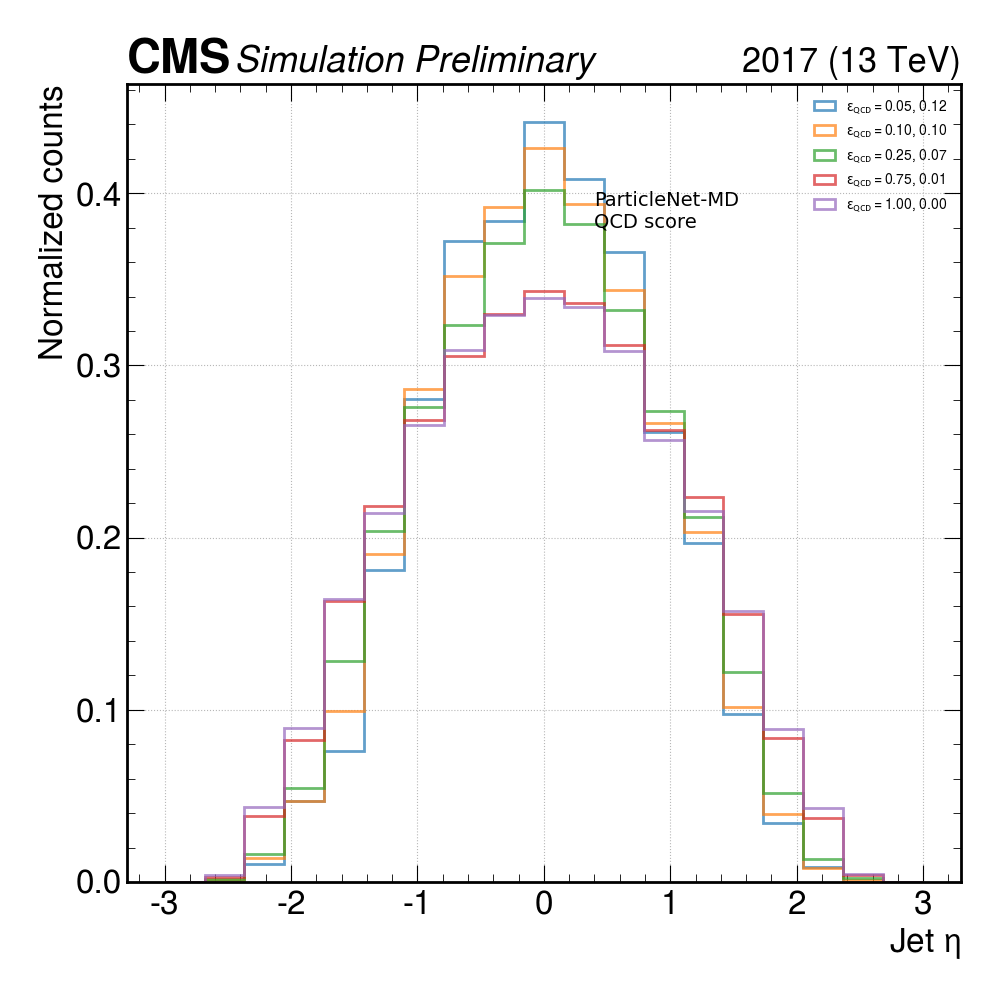 CMS Simulation Preliminary 2017 (13 TeV)
Normalized counts
ε_QCD = 0.05, 0.12
ε_QCD = 0.10, 0.10
ε_QCD = 0.25, 0.07
ε_QCD = 0.75, 0.01
ε_QCD = 1.00, 0.00
ParticleNet-MD
QCD score
0.4
0.3
0.2
0.1
0.0
-3 -2 -1 0 1 2 3
Jet η